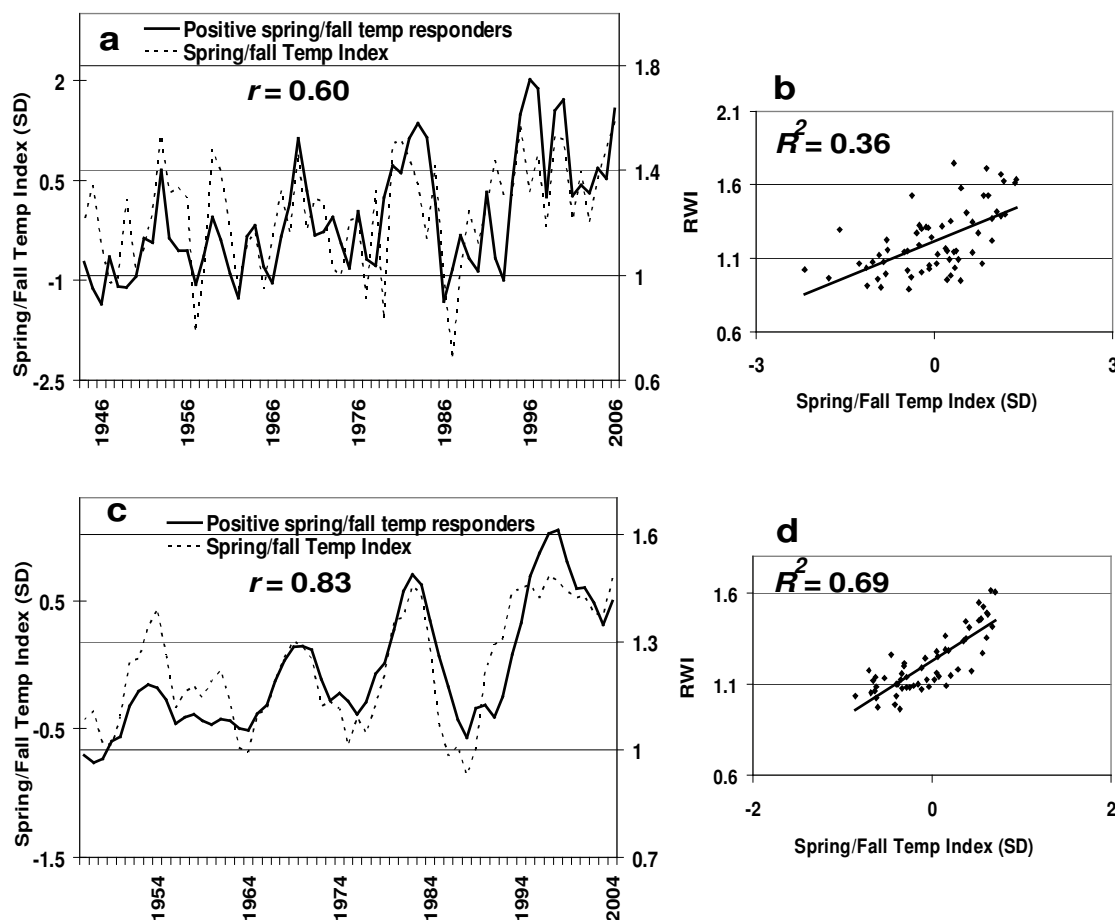 a
Positive spring/fall temp responders
Spring/fall Temp Index
r = 0.60
Spring/Fall Temp Index (SD)
2
0.5
-1
-2.5
1.8
1.4
1
0.6
1946
1956
1966
1976
1986
1996
2006
b
R² = 0.36
RWI
2.1
1.6
1.1
0.6
-3
0
3
Spring/Fall Temp Index (SD)
c
Positive spring/fall temp responders
Spring/fall Temp Index
r = 0.83
Spring/Fall Temp Index (SD)
0.5
-0.5
-1.5
1.6
1.3
1
0.7
1954
1964
1974
1984
1994
2004
d
R² = 0.69
RWI
1.6
1.1
0.6
-2
0
2
Spring/Fall Temp Index (SD)